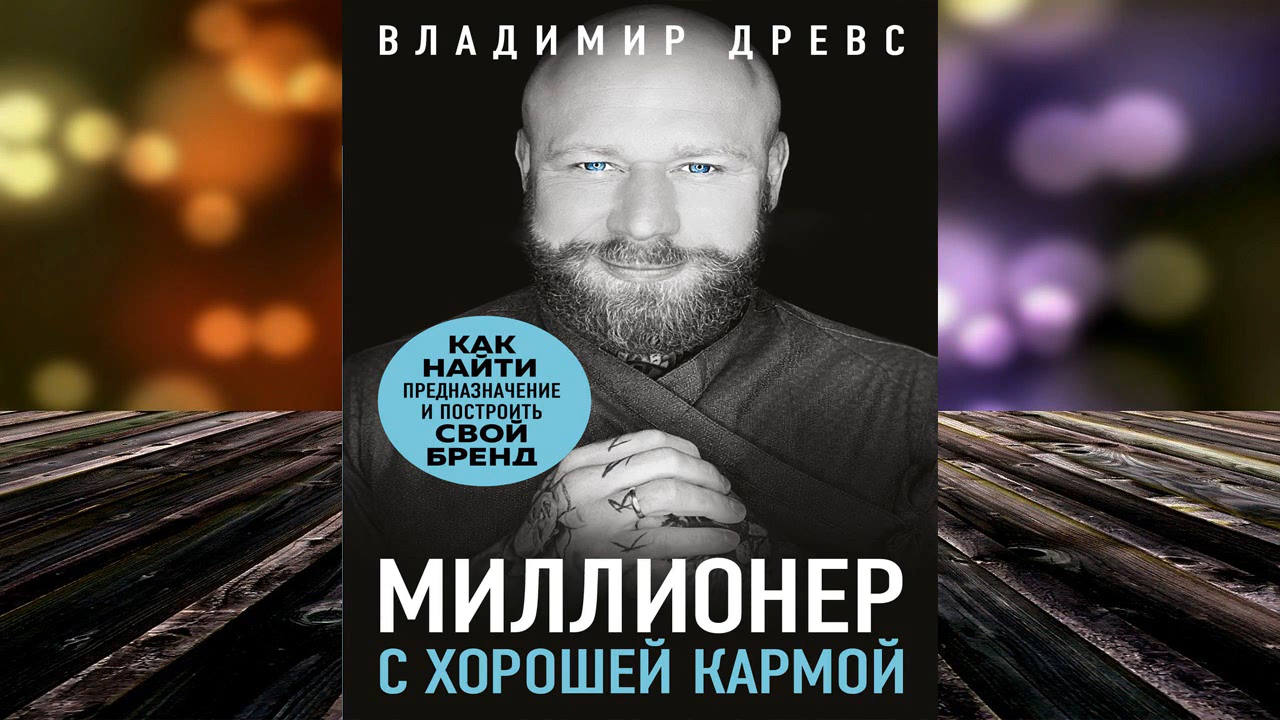 ВЛАДИМИР ДРЕВС
КАК
НАЙТИ
ПРЕДНАЗНАЧЕНИЕ
И ПОСТРОИТЬ
СВОЙ
БРЕНД
МИЛЛИОНЕР
С ХОРОШЕЙ КАРМОЙ